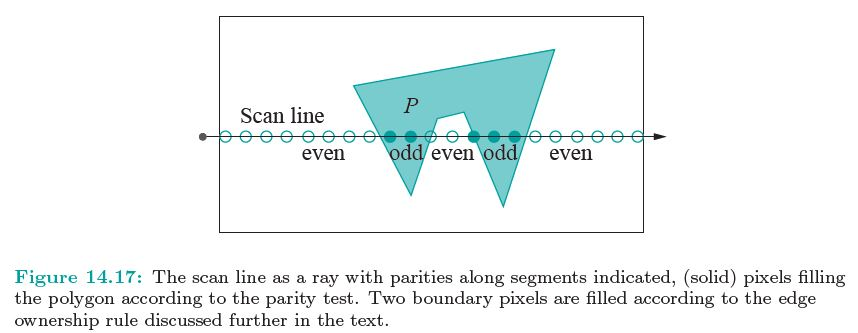 P
Scan line
even odd even odd even
Figure 14.17: The scan line as a ray with parities along segments indicated, (solid) pixels filling
the polygon according to the parity test. Two boundary pixels are filled according to the edge
ownership rule discussed further in the text.